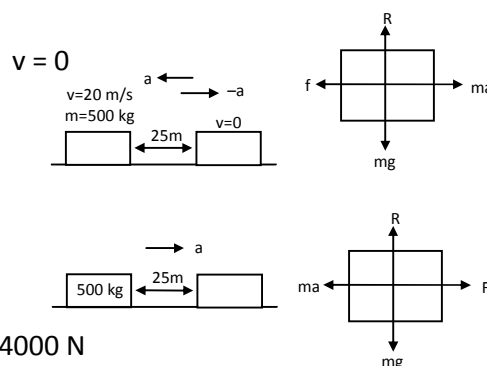 v = 0
a
–a
v=20 m/s
m=500 kg
25m
v=0
R
f
ma
mg
a
500 kg
25m
R
ma
mg
4000 N